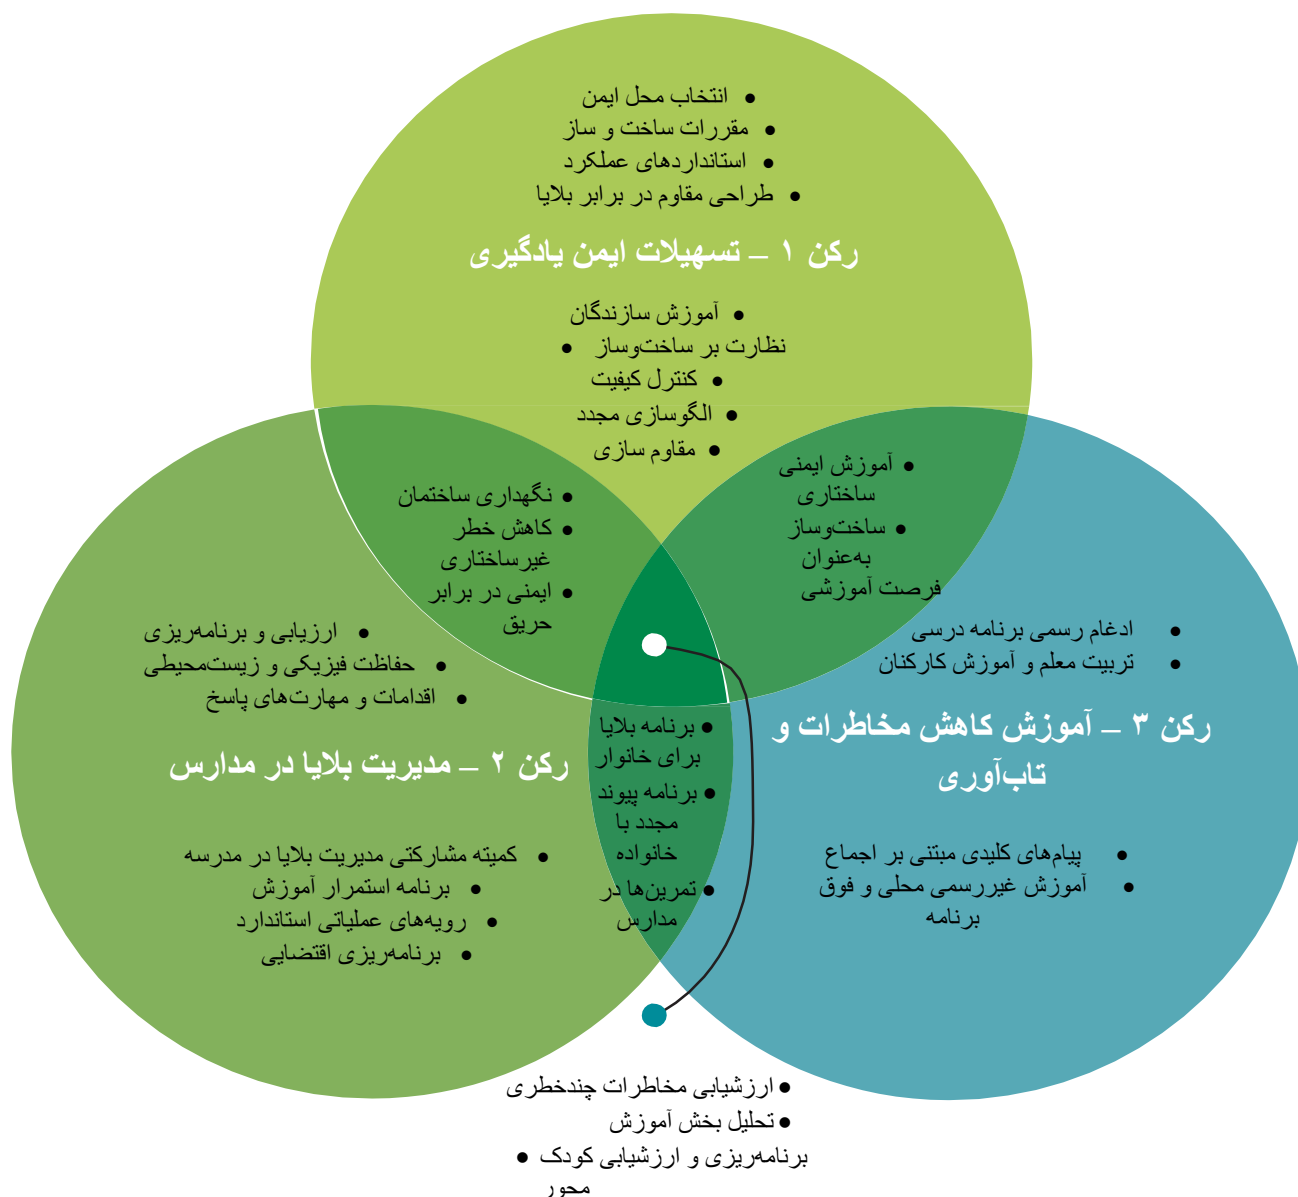 • انتخاب محل ایمن
• مقررات ساخت و ساز
• استانداردهای عملکرد
• طراحی مقاوم در برابر بلایا
رکن ۱ – تسهیلات ایمن یادگیری
• آموزش سازندگان
نظارت بر ساخت‌وساز •
• کنترل کیفیت
• الگوسازی مجدد
• مقاوم سازی
• آموزش ایمنی
ساختاری
• ساخت‌وساز
به‌عنوان
فرصت آموزشی
• نگهداری ساختمان
• کاهش خطر
غیرساختاری
• ایمنی در برابر
حریق
• ادغام رسمی برنامه درسی
• تربیت معلم و آموزش کارکنان
رکن ۳ – آموزش کاهش مخاطرات و
تاب‌آوری
• پیام‌های کلیدی مبتنی بر اجماع
• آموزش غیررسمی محلی و فوق
برنامه
• ارزیابی و برنامه‌ریزی
• حفاظت فیزیکی و زیست‌محیطی
• اقدامات و مهارت‌های پاسخ
رکن ۲ – مدیریت بلایا در مدارس
• کمیته مشارکتی مدیریت بلایا در مدرسه
• برنامه استمرار آموزش
• رویه‌های عملیاتی استاندارد
• برنامه‌ریزی اقتضایی
• برنامه بلایا
برای خانوار
• برنامه پیوند
مجدد با
خانواده
• تمرین‌ها در
مدارس
• ارزشیابی مخاطرات چندخطری
• تحلیل بخش آموزش
برنامه‌ریزی و ارزشیابی کودک •
محور